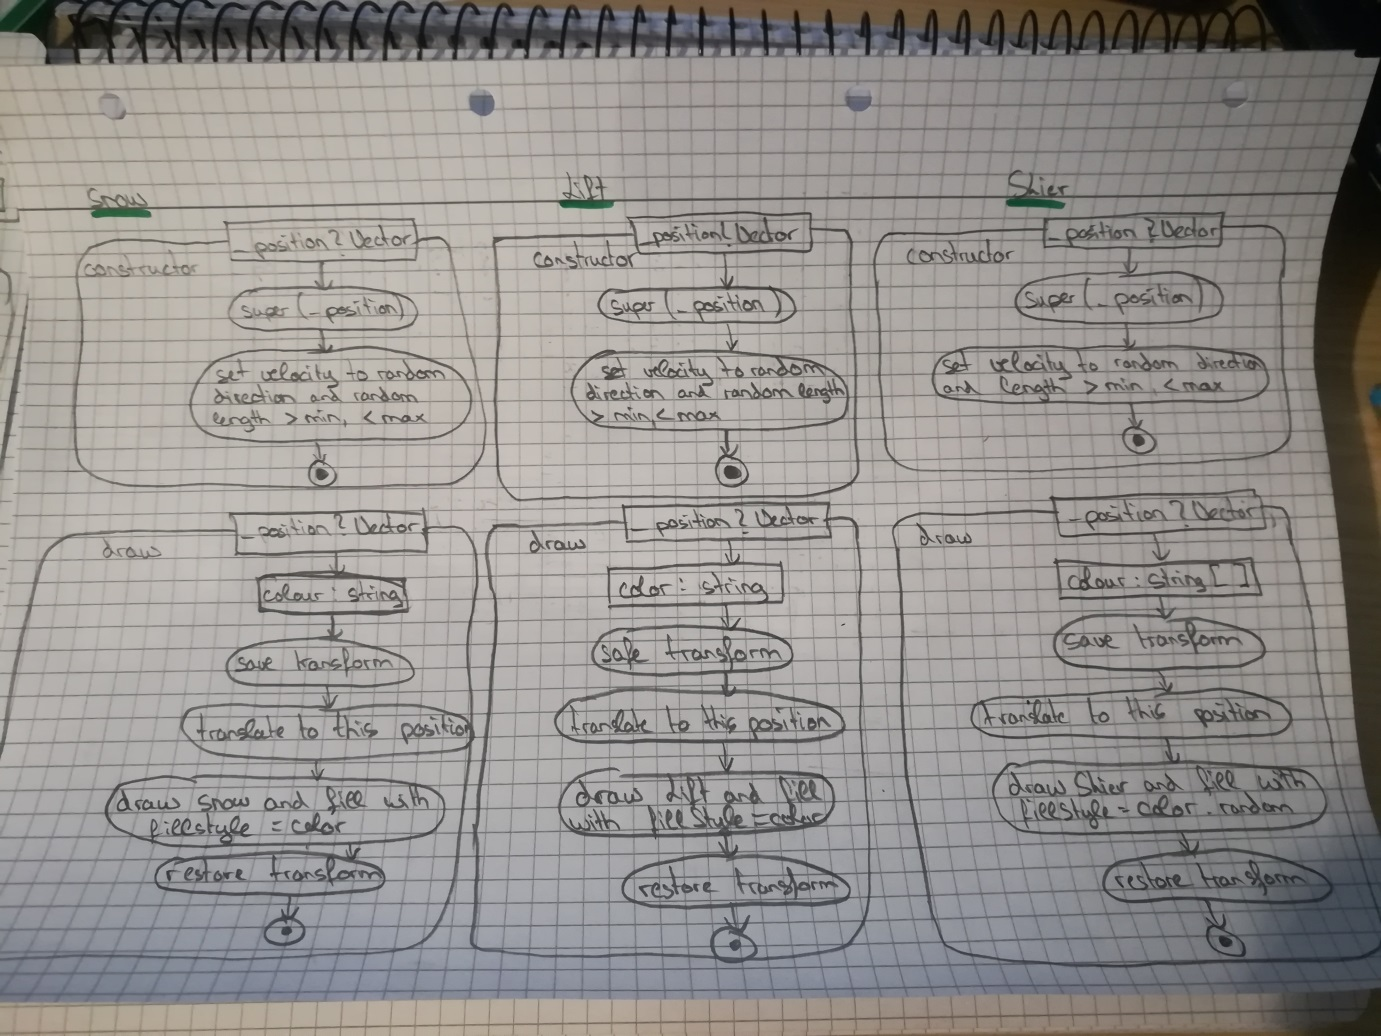 Snow
_position? Vector
constructor
super (_position)
set velocity to random
direction and random
length > min, < max
_position? Vector
draw
colour: string
save transform
translate to this position
draw snow and fill with
fillstyle = color
restore transform
Lift
_position! Vector
constructor
super (_position)
set velocity to random
direction and random length
> min, < max
_position? Vector
draw
color: string
safe transform
translate to this position
draw Lift and fill
with fillstyle = color
restore transform
Skier
_position? Vector
constructor
super (_position)
set velocity to random direction
and length > min < max
_position? Vector
draw
colour: string []
save transform
translate to this position
draw Skier and fill with
fillstyle = color.random
restore transform